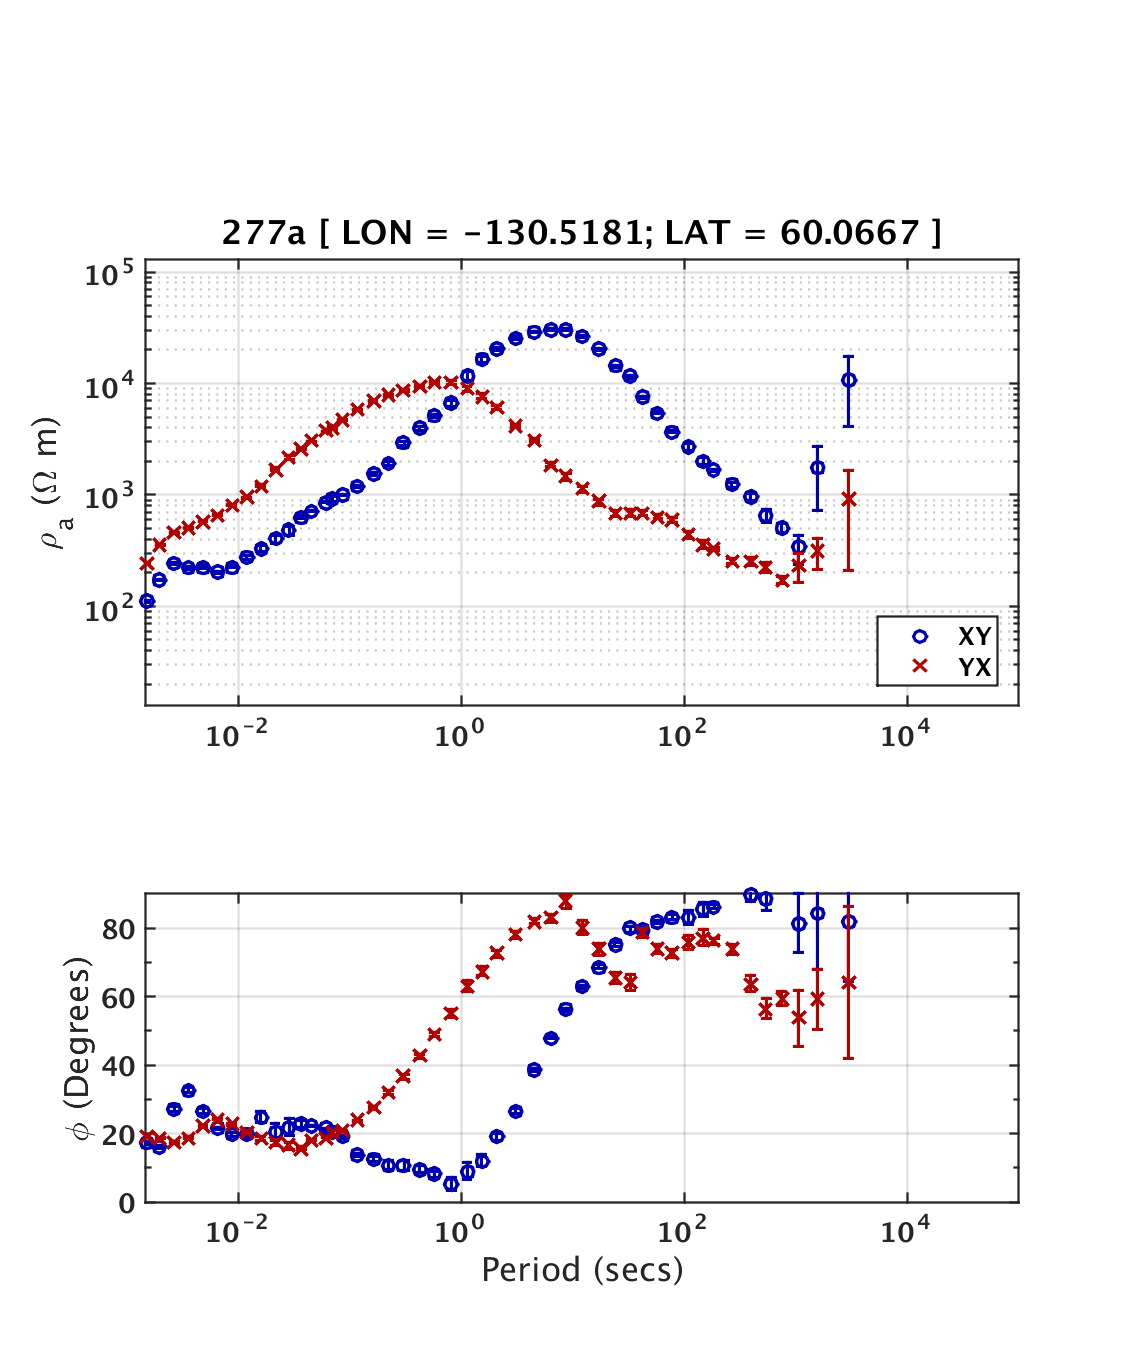 277a [ LON = -130.5181; LAT = 60.0667 ]
10^5
10^4
10^3
10^2
ρ_a (Ω m)
XY
YX
10^-2 10^0 10^2 10^4
80
60
40
20
0
ϕ (Degrees)
10^-2 10^0 10^2 10^4
Period (secs)